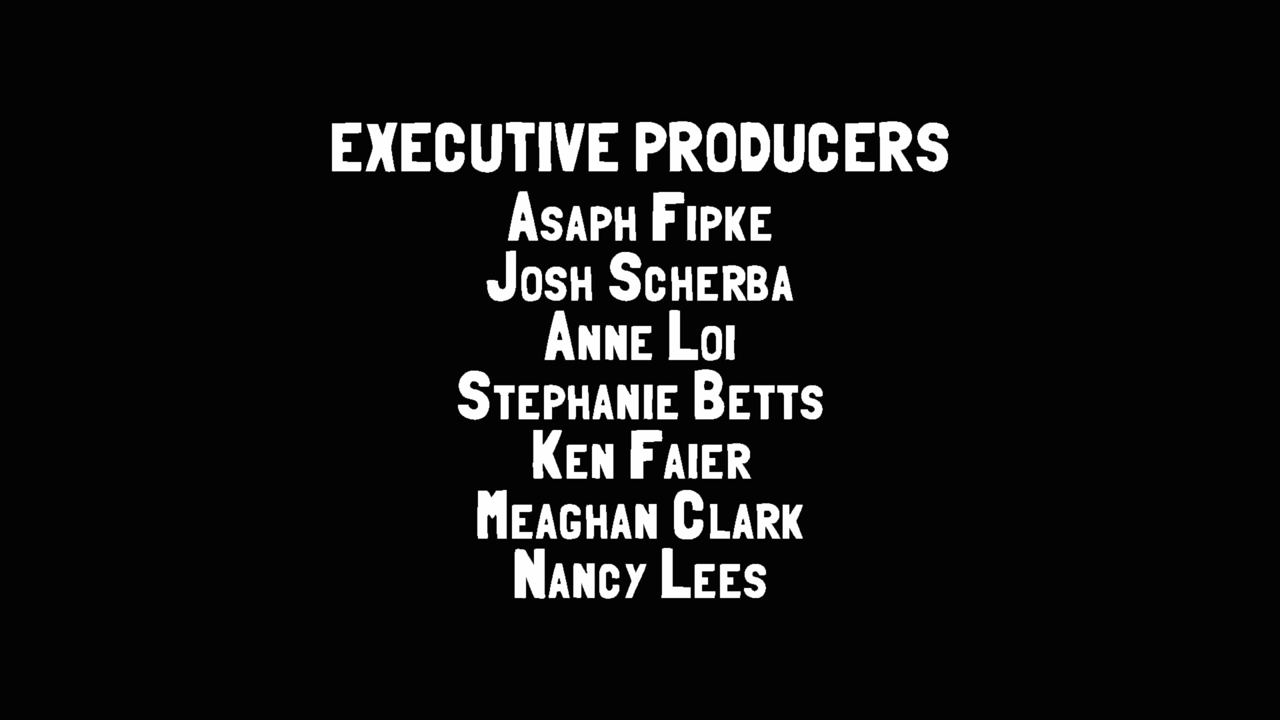 EXECUTIVE PRODUCERS
ASAPH FIPKE
JOSH SCHERBA
ANNE LOI
STEPHANIE BETTS
KEN FAIER
MEAGHAN CLARK
NANCY LEES